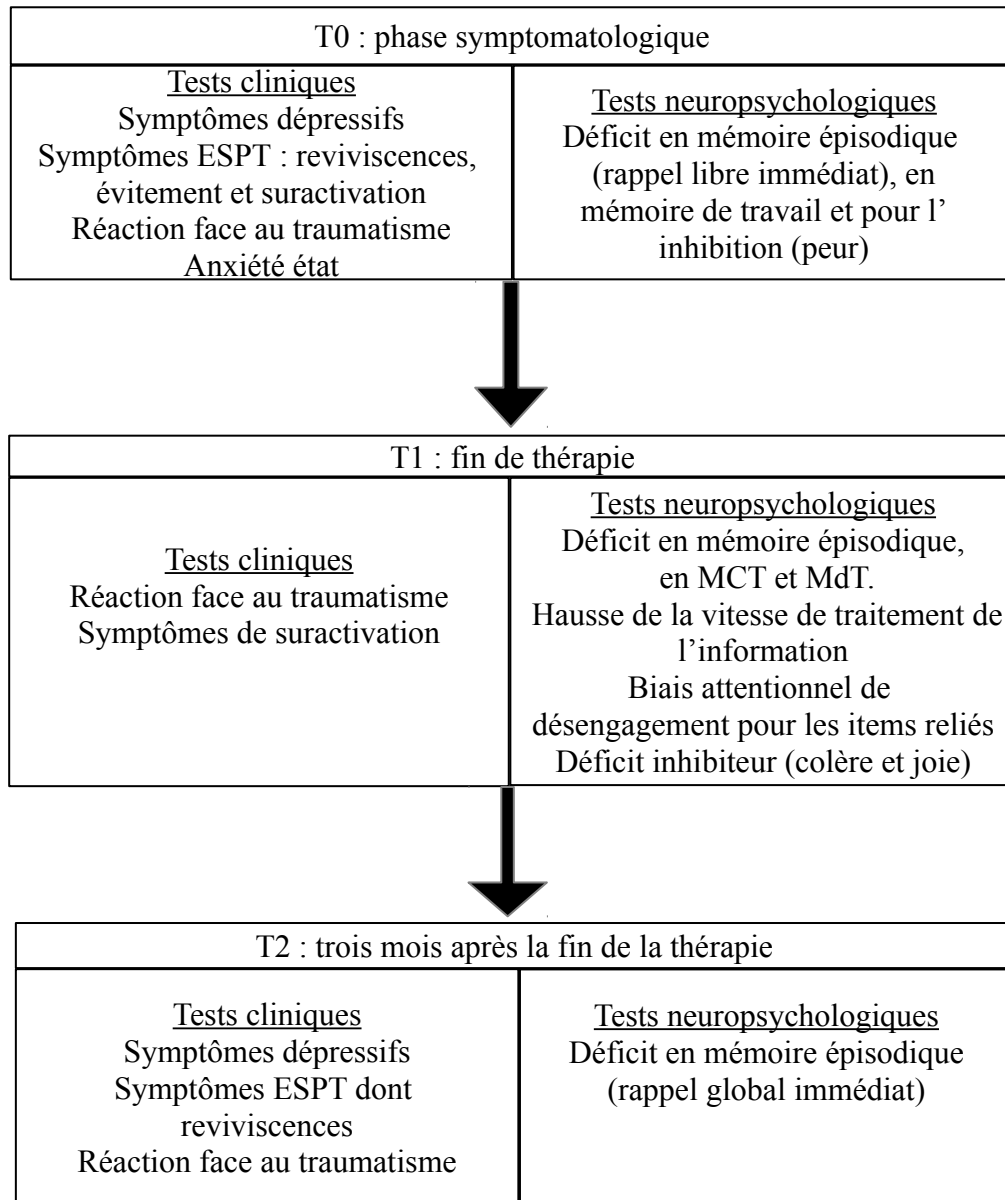 T0 : phase symptomatologique
Tests cliniques
Symptômes dépressifs
Symptômes ESPT : reviviscences,
évitement et suractivation
Réaction face au traumatisme
Anxiété état
Tests neuropsychologiques
Déficit en mémoire épisodique
(rappel libre immédiat), en
mémoire de travail et pour l’
inhibition (peur)
T1 : fin de thérapie
Tests cliniques
Réaction face au traumatisme
Symptômes de suractivation
Tests neuropsychologiques
Déficit en mémoire épisodique,
en MCT et MdT.
Hausse de la vitesse de traitement de
l’information
Biais attentionnel de
désengagement pour les items reliés
Déficit inhibiteur (colère et joie)
T2 : trois mois après la fin de la thérapie
Tests cliniques
Symptômes dépressifs
Symptômes ESPT dont
reviviscences
Réaction face au traumatisme
Tests neuropsychologiques
Déficit en mémoire épisodique
(rappel global immédiat)